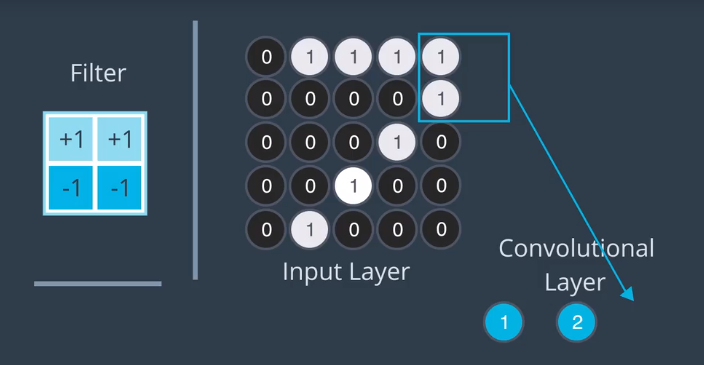 Filter
+1 +1
-1 -1
0 1 1 1 1
0 0 0 0 1
0 0 0 1 0
0 0 1 0 0
0 1 0 0 0
Input Layer
Convolutional
Layer
1 2